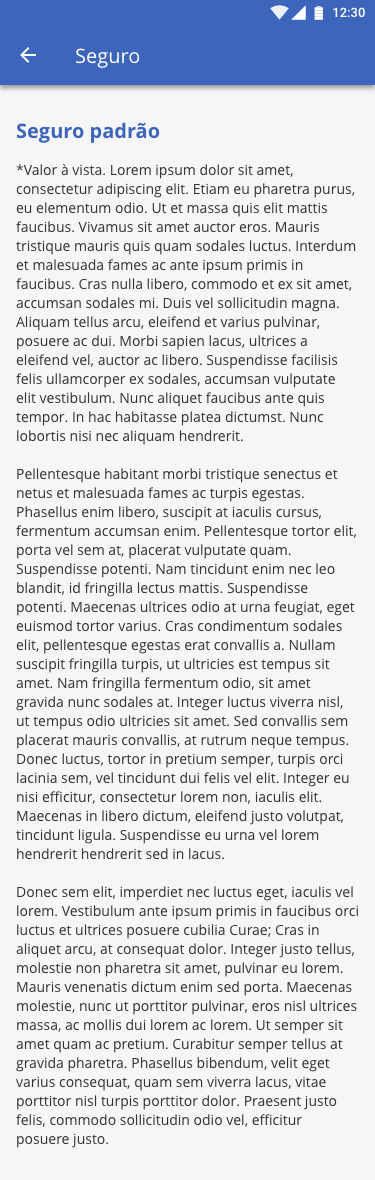 12:30
Seguro
Seguro padrão
*Valor à vista. Lorem ipsum dolor sit amet,
consectetur adipiscing elit. Etiam eu pharetra purus,
eu elementum odio. Ut et massa quis elit mattis
faucibus. Vivamus sit amet auctor eros. Mauris
tristique mauris quis quam sodales luctus. Interdum
et malesuada fames ac ante ipsum primis in
faucibus. Cras nulla libero, commodo et ex sit amet,
accumsan sodales mi. Duis vel sollicitudin magna.
Aliquam tellus arcu, eleifend et varius pulvinar,
posuere ac dui. Morbi sapien lacus, ultrices a
eleifend vel, auctor ac libero. Suspendisse facilisis
felis ullamcorper ex sodales, accumsan vulputate
elit vestibulum. Nunc aliquet faucibus ante quis
tempor. In hac habitasse platea dictumst. Nunc
lobortis nisi nec aliquam hendrerit.
Pellentesque habitant morbi tristique senectus et
netus et malesuada fames ac turpis egestas.
Phasellus enim libero, suscipit at iaculis cursus,
fermentum accumsan enim. Pellentesque tortor elit,
porta vel sem at, placerat vulputate quam.
Suspendisse potenti. Nam tincidunt enim nec leo
blandit, id fringilla lectus mattis. Suspendisse
potenti. Maecenas ultrices odio at urna feugiat, eget
euismod tortor varius. Cras condimentum sodales
elit, pellentesque egestas erat convallis a. Nullam
suscipit fringilla turpis, ut ultricies est tempus sit
amet. Nam fringilla fermentum odio, sit amet
gravida nunc sodales at. Integer luctus viverra nisl,
ut tempus odio ultricies sit amet. Sed convallis sem
placerat mauris convallis, at rutrum neque tempus.
Donec luctus, tortor in pretium semper, turpis orci
lacinia sem, vel tincidunt dui felis vel elit. Integer eu
nisi efficitur, consectetur lorem non, iaculis elit.
Maecenas in libero dictum, eleifend justo volutpat,
tincidunt ligula. Suspendisse eu urna vel lorem
hendrerit hendrerit sed in lacus.
Donec sem elit, imperdiet nec luctus eget, iaculis vel
lorem. Vestibulum ante ipsum primis in faucibus orci
luctus et ultrices posuere cubilia Curae; Cras in
aliquet arcu, at consequat dolor. Integer justo tellus,
molestie non pharetra sit amet, pulvinar eu lorem.
Mauris venenatis dictum enim sed porta. Maecenas
molestie, nunc ut porttitor pulvinar, eros nisl ultrices
massa, ac mollis dui lorem ac lorem. Ut semper sit
amet quam ac pretium. Curabitur semper tellus at
gravida pharetra. Phasellus bibendum, velit eget
varius consequat, quam sem viverra lacus, vitae
porttitor nisl turpis porttitor dolor. Praesent justo
felis, commodo sollicitudin odio vel, efficitur
posuere justo.